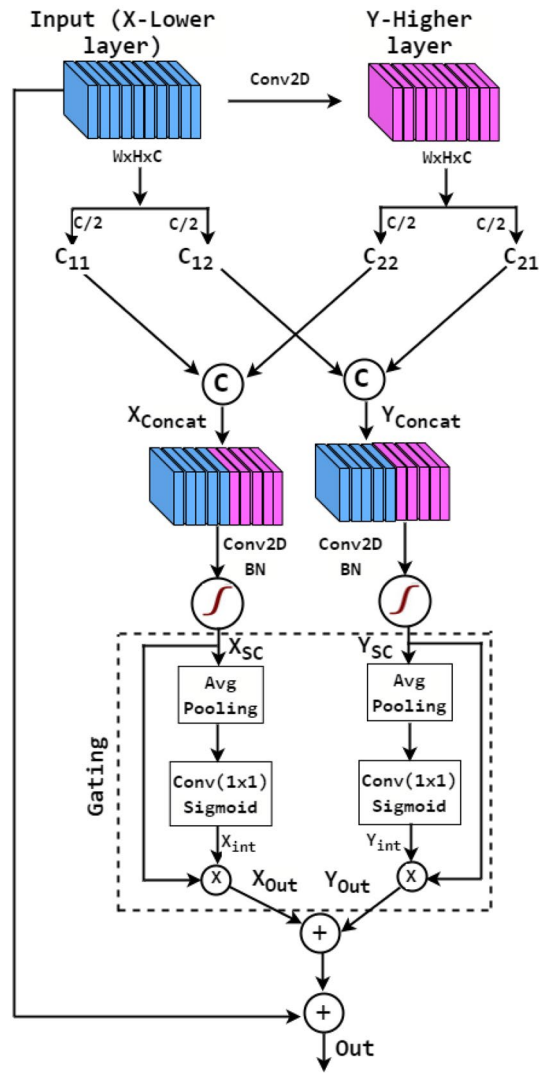 Input (X-Lower
layer)
Y-Higher
layer
Conv2D
WxHxC
WxHxC
C/2
C/2
C/2
C/2
C11
C12
C22
C21
C
C
XConcat
YConcat
Conv2D
BN
Conv2D
BN
XSC
YSC
Avg
Pooling
Avg
Pooling
Gating
Conv(1x1)
Sigmoid
Conv(1x1)
Sigmoid
Xint
Yint
X
X
XOut
YOut
+
+
Out